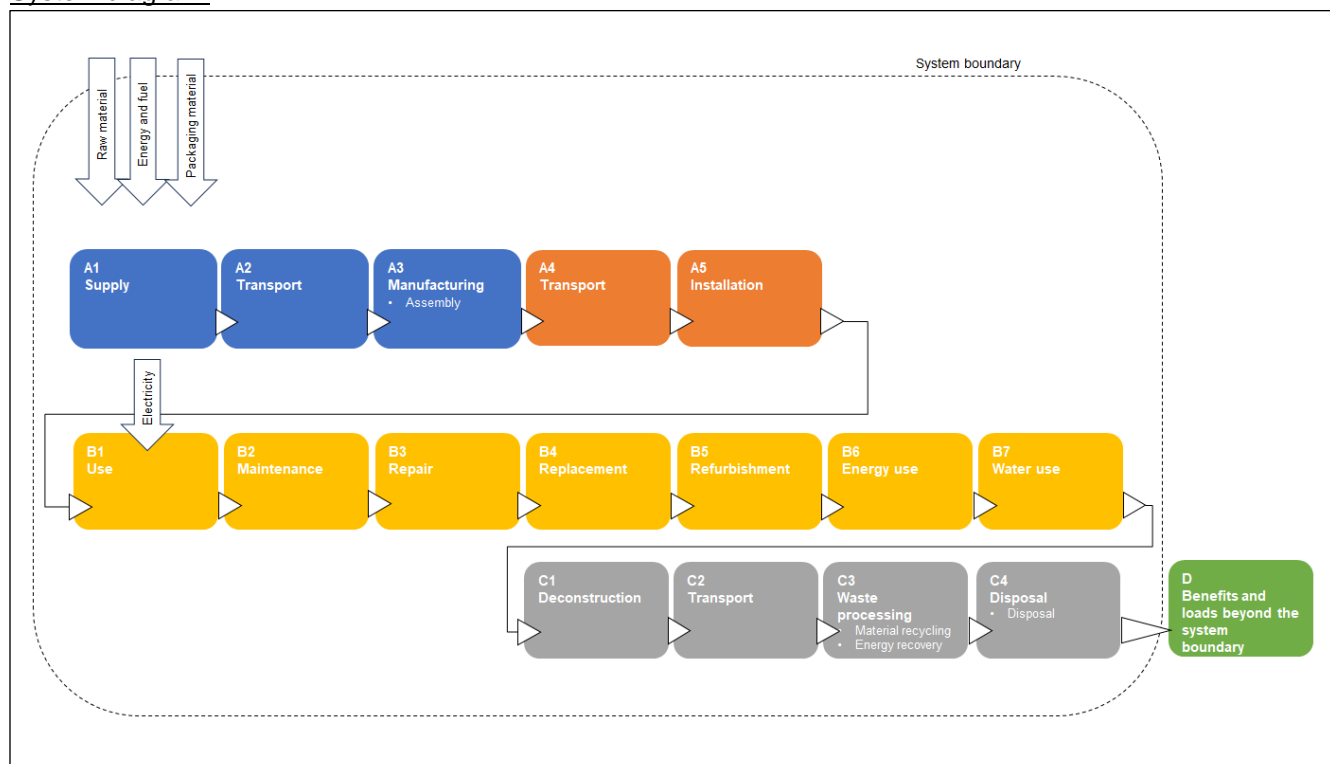 System diagram
System boundary
Raw material
Energy and fuel
Packaging material
A1
Supply
A2
Transport
A3
Manufacturing
• Assembly
A4
Transport
A5
Installation
Electricity
B1
Use
B2
Maintenance
B3
Repair
B4
Replacement
B5
Refurbishment
B6
Energy use
B7
Water use
C1
Deconstruction
C2
Transport
C3
Waste
processing
• Material recycling
• Energy recovery
C4
Disposal
• Disposal
D
Benefits and
loads beyond the
system
boundary